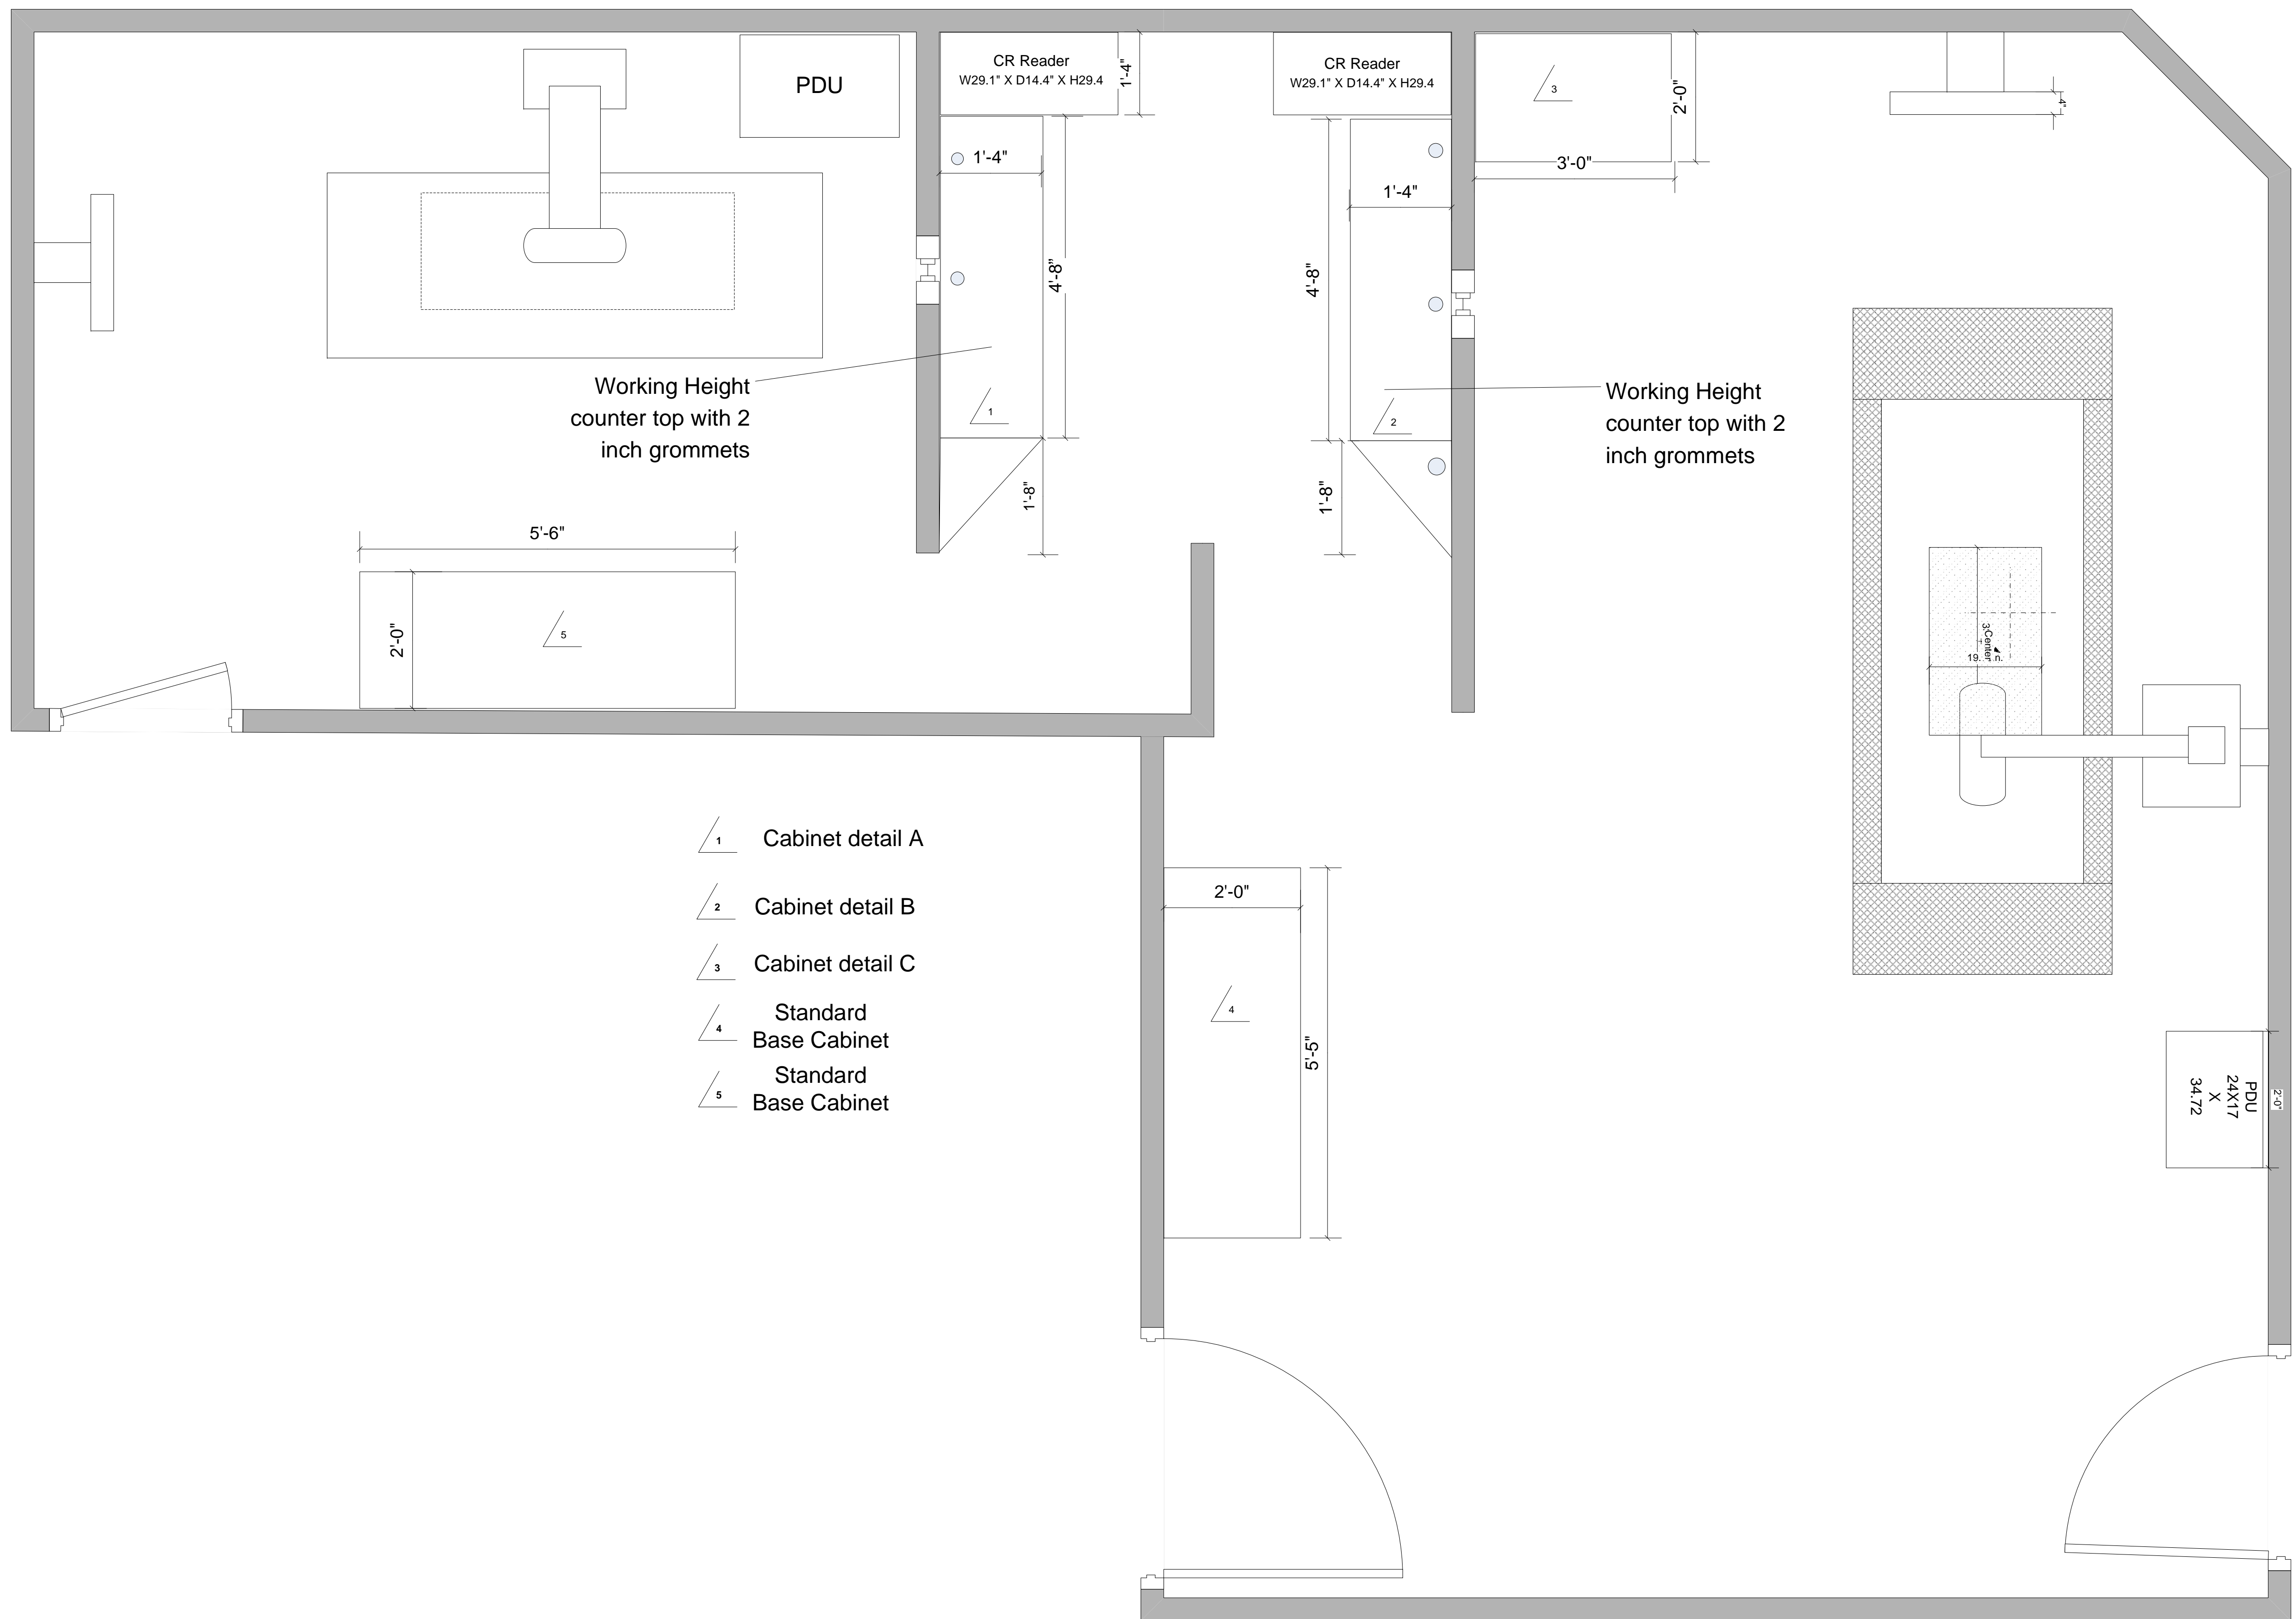 PDU
CR Reader
W29.1" X D14.4" X H29.4
1'-4"
CR Reader
W29.1" X D14.4" X H29.4
3
2'-0"
3'-0"
4"
1'-4"
4'-8"
1'-4"
4'-8"
Working Height
counter top with 2
inch grommets
1
2
Working Height
counter top with 2
inch grommets
1'-8"
1'-8"
5'-6"
2'-0"
5
Center
19.
n.
1 Cabinet detail A
2 Cabinet detail B
3 Cabinet detail C
4 Standard
Base Cabinet
5 Standard
Base Cabinet
2'-0"
4
5'-5"
PDU
24X17
X
34.72
2'-0"